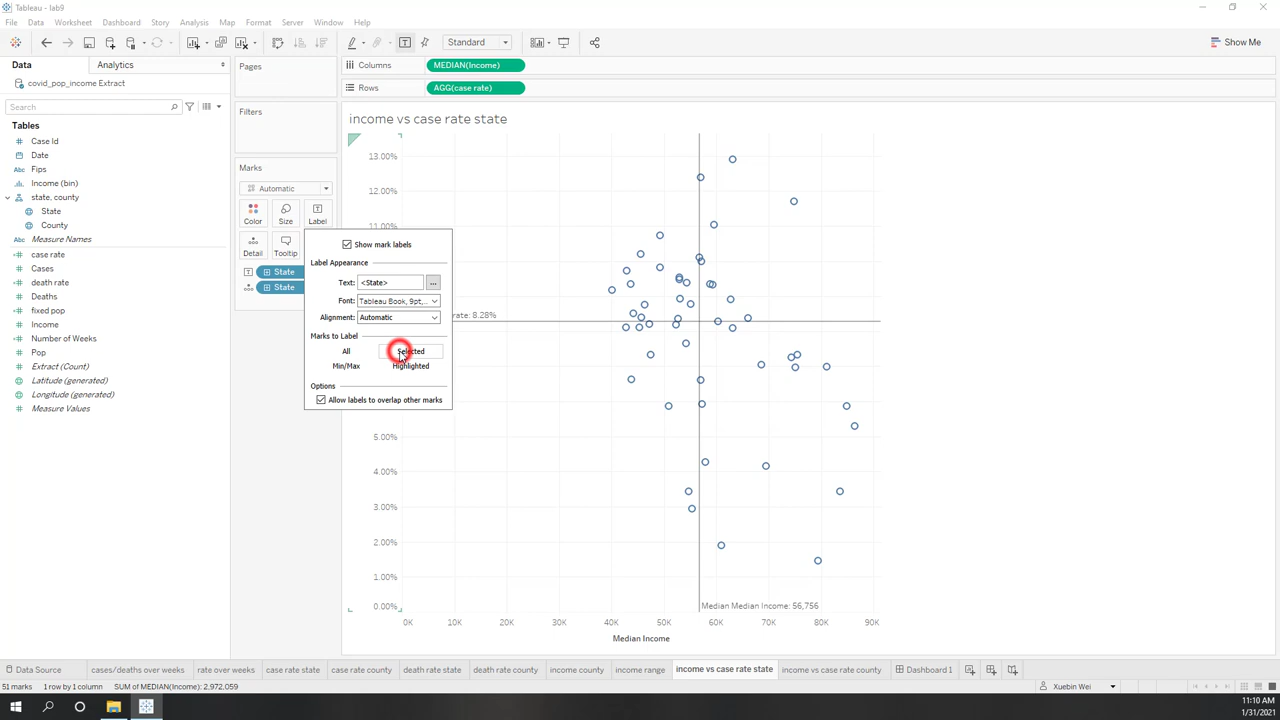 Tableau - lab9
File Data Worksheet Dashboard Story Analysis Map Format Server Window Help
Standard
Show Me
Data Analytics
covid_pop_income Extract
Search
Tables
Case Id
Date
Fips
Income (bin)
state, county
State
County
Measure Names
case rate
Cases
death rate
Deaths
fixed pop
Income
Number of Weeks
Pop
Extract (Count)
Latitude (generated)
Longitude (generated)
Measure Values
Pages
Filters
Marks
Automatic
Color Size Label
Detail Tooltip
State
State
Columns MEDIAN(Income)
Rows AGG(case rate)
income vs case rate state
13.00%
12.00%
11.00%
Show mark labels
Label Appearance
Text: <State> ...
Font: Tableau Book, 9pt,...
Alignment: Automatic
Marks to Label
All Selected
Min/Max Highlighted
Options
Allow labels to overlap other marks
rate: 8.28%
5.00%
4.00%
3.00%
2.00%
1.00%
0.00%
Median Median Income: 56,756
0K 10K 20K 30K 40K 50K 60K 70K 80K 90K
Median Income
Data Source cases/deaths over weeks rate over weeks case rate state case rate county death rate state death rate county income county income range income vs case rate state income vs case rate county Dashboard 1
51 marks 1 row by 1 column SUM of MEDIAN(Income): 2,972,059
Xuebin Wei
11:10 AM
1/31/2021